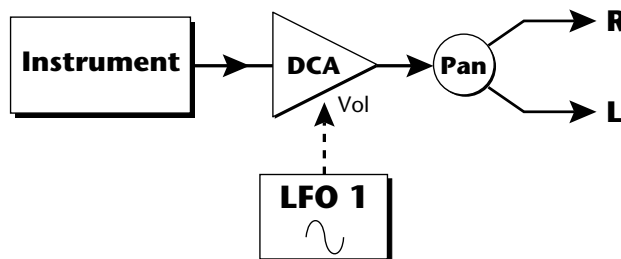 R
Instrument
DCA
Pan
Vol
L
LFO 1